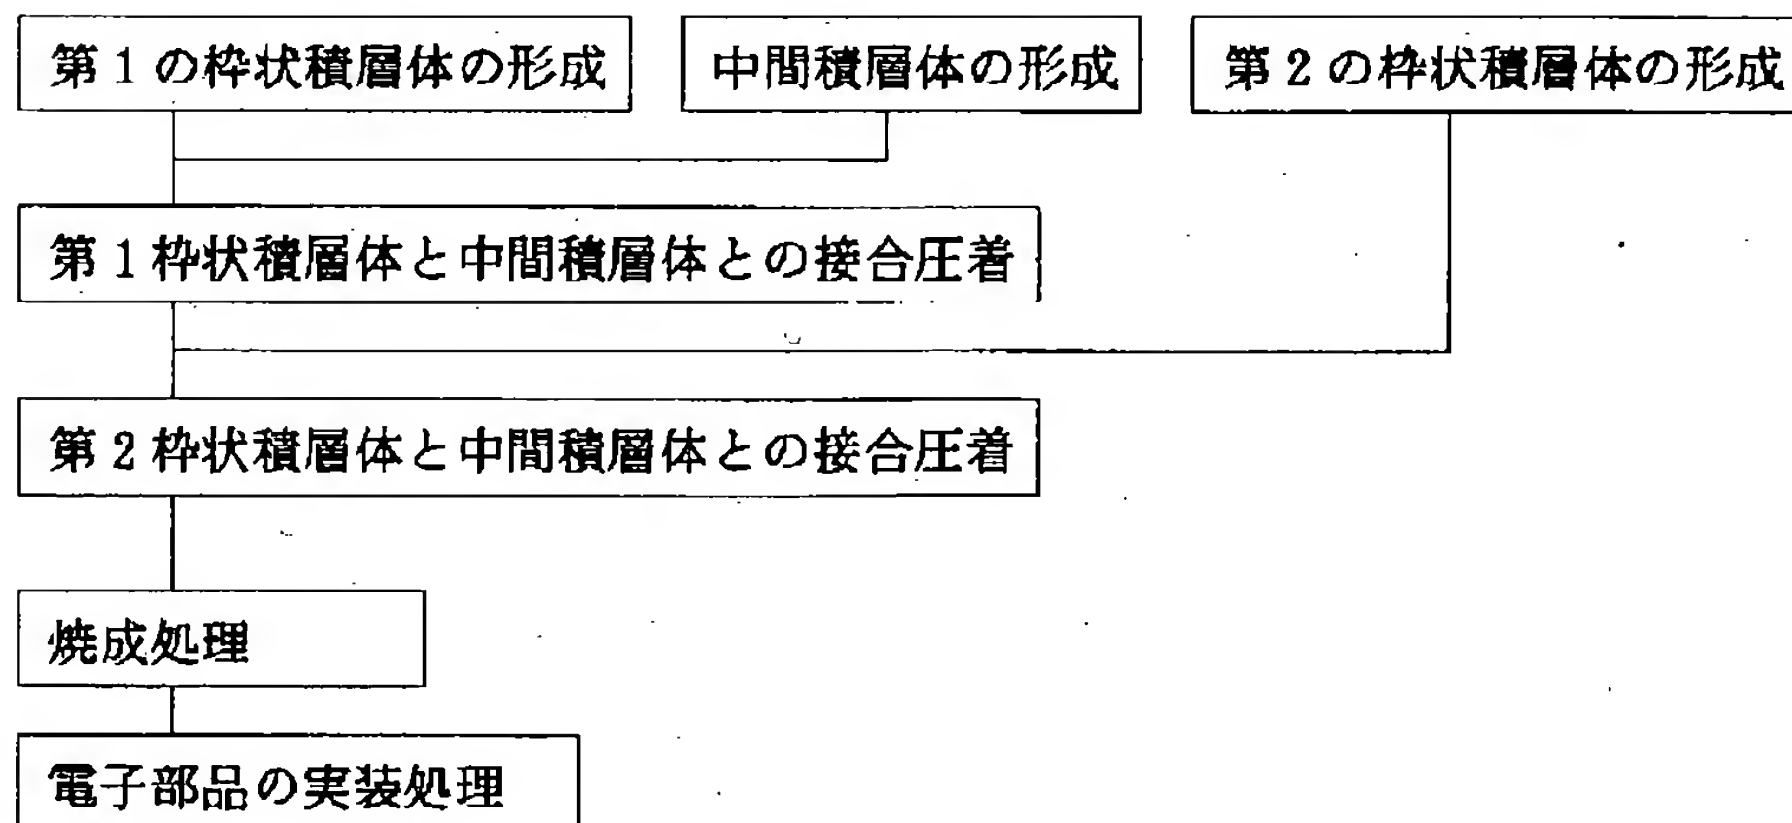 第1の枠状積層体の形成
中間積層体の形成
第2の枠状積層体の形成
第1枠状積層体と中間積層体との接合圧着
第2枠状積層体と中間積層体との接合圧着
焼成処理
電子部品の実装処理